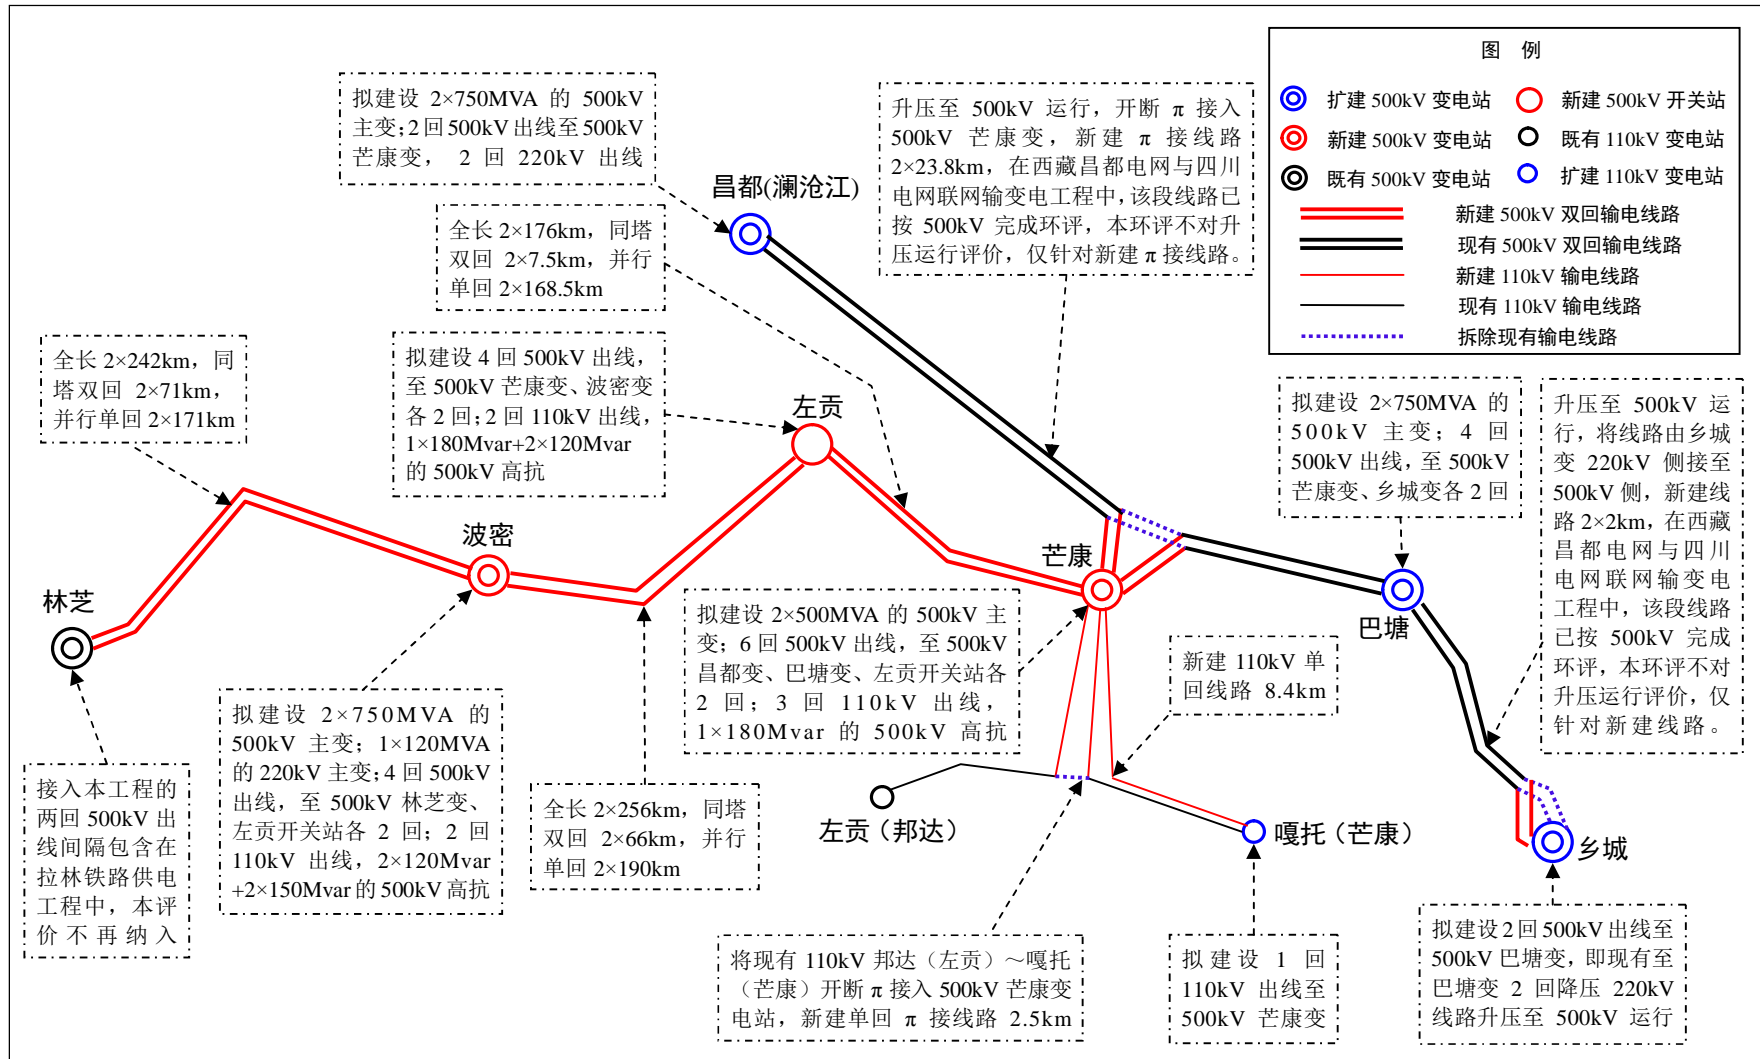 图 例
扩建 500kV 变电站
新建 500kV 开关站
新建 500kV 变电站
既有 110kV 变电站
既有 500kV 变电站
扩建 110kV 变电站
新建 500kV 双回输电线路
现有 500kV 双回输电线路
新建 110kV 输电线路
现有 110kV 输电线路
拆除现有输电线路
拟建设 2×750MVA 的 500kV
主变；2 回 500kV 出线至 500kV
芒康变， 2 回 220kV 出线
升压至 500kV 运行，开断 π 接入
500kV 芒康变，新建 π 接线路
2×23.8km，在西藏昌都电网与四川
电网联网输变电工程中，该段线路已
按 500kV 完成环评，本环评不对升
压运行评价，仅针对新建 π 接线路。
昌都(澜沧江)
全长 2×176km，同塔
双回 2×7.5km，并行
单回 2×168.5km
全长 2×242km，同
塔双回 2×71km，
并行单回 2×171km
拟建设 4 回 500kV 出线，
至 500kV 芒康变、波密变
各 2 回；2 回 110kV 出线，
1×180Mvar+2×120Mvar
的 500kV 高抗
左贡
拟建设 2×750MVA 的
500kV 主变；4 回
500kV 出线，至 500kV
芒康变、乡城变各 2 回
升压至 500kV 运
行，将线路由乡城
变 220kV 侧接至
500kV 侧，新建线
路 2×2km，在西藏
昌都电网与四川
电网联网输变电
工程中，该段线路
已按 500kV 完成
环评，本环评不对
升压运行评价，仅
针对新建线路。
波密
芒康
林芝
巴塘
拟建设 2×500MVA 的 500kV 主
变；6 回 500kV 出线，至 500kV
昌都变、巴塘变、左贡开关站各
2 回；3 回 110kV 出线，
1×180Mvar 的 500kV 高抗
新建 110kV 单
回线路 8.4km
拟建设 2×750MVA 的
500kV 主变；1×120MVA
的 220kV 主变；4 回 500kV
出线，至 500kV 林芝变、
左贡开关站各 2 回；2 回
110kV 出线，2×120Mvar
+2×150Mvar 的 500kV 高抗
接入本工程的
两回 500kV 出
线间隔包含在
拉林铁路供电
工程中，本评
价不再纳入
全长 2×256km，同塔
双回 2×66km，并行
单回 2×190km
左贡（邦达）
嘎托（芒康）
乡城
将现有 110kV 邦达（左贡）～嘎托
（芒康）开断 π 接入 500kV 芒康变
电站，新建单回 π 接线路 2.5km
拟建设 1 回
110kV 出线至
500kV 芒康变
拟建设 2 回 500kV 出线至
500kV 巴塘变，即现有至
巴塘变 2 回降压 220kV
线路升压至 500kV 运行